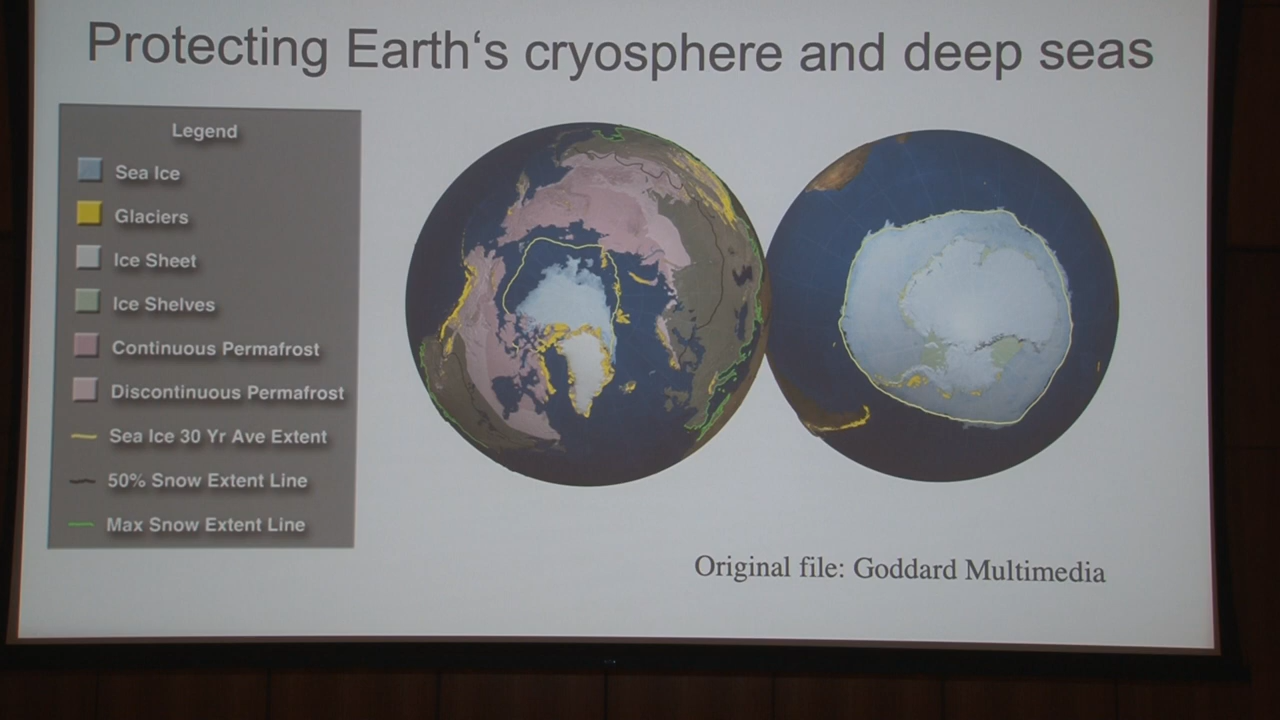 Protecting Earth‘s cryosphere and deep seas
Legend
Sea Ice
Glaciers
Ice Sheet
Ice Shelves
Continuous Permafrost
Discontinuous Permafrost
Sea Ice 30 Yr Ave Extent
50% Snow Extent Line
Max Snow Extent Line
Original file: Goddard Multimedia